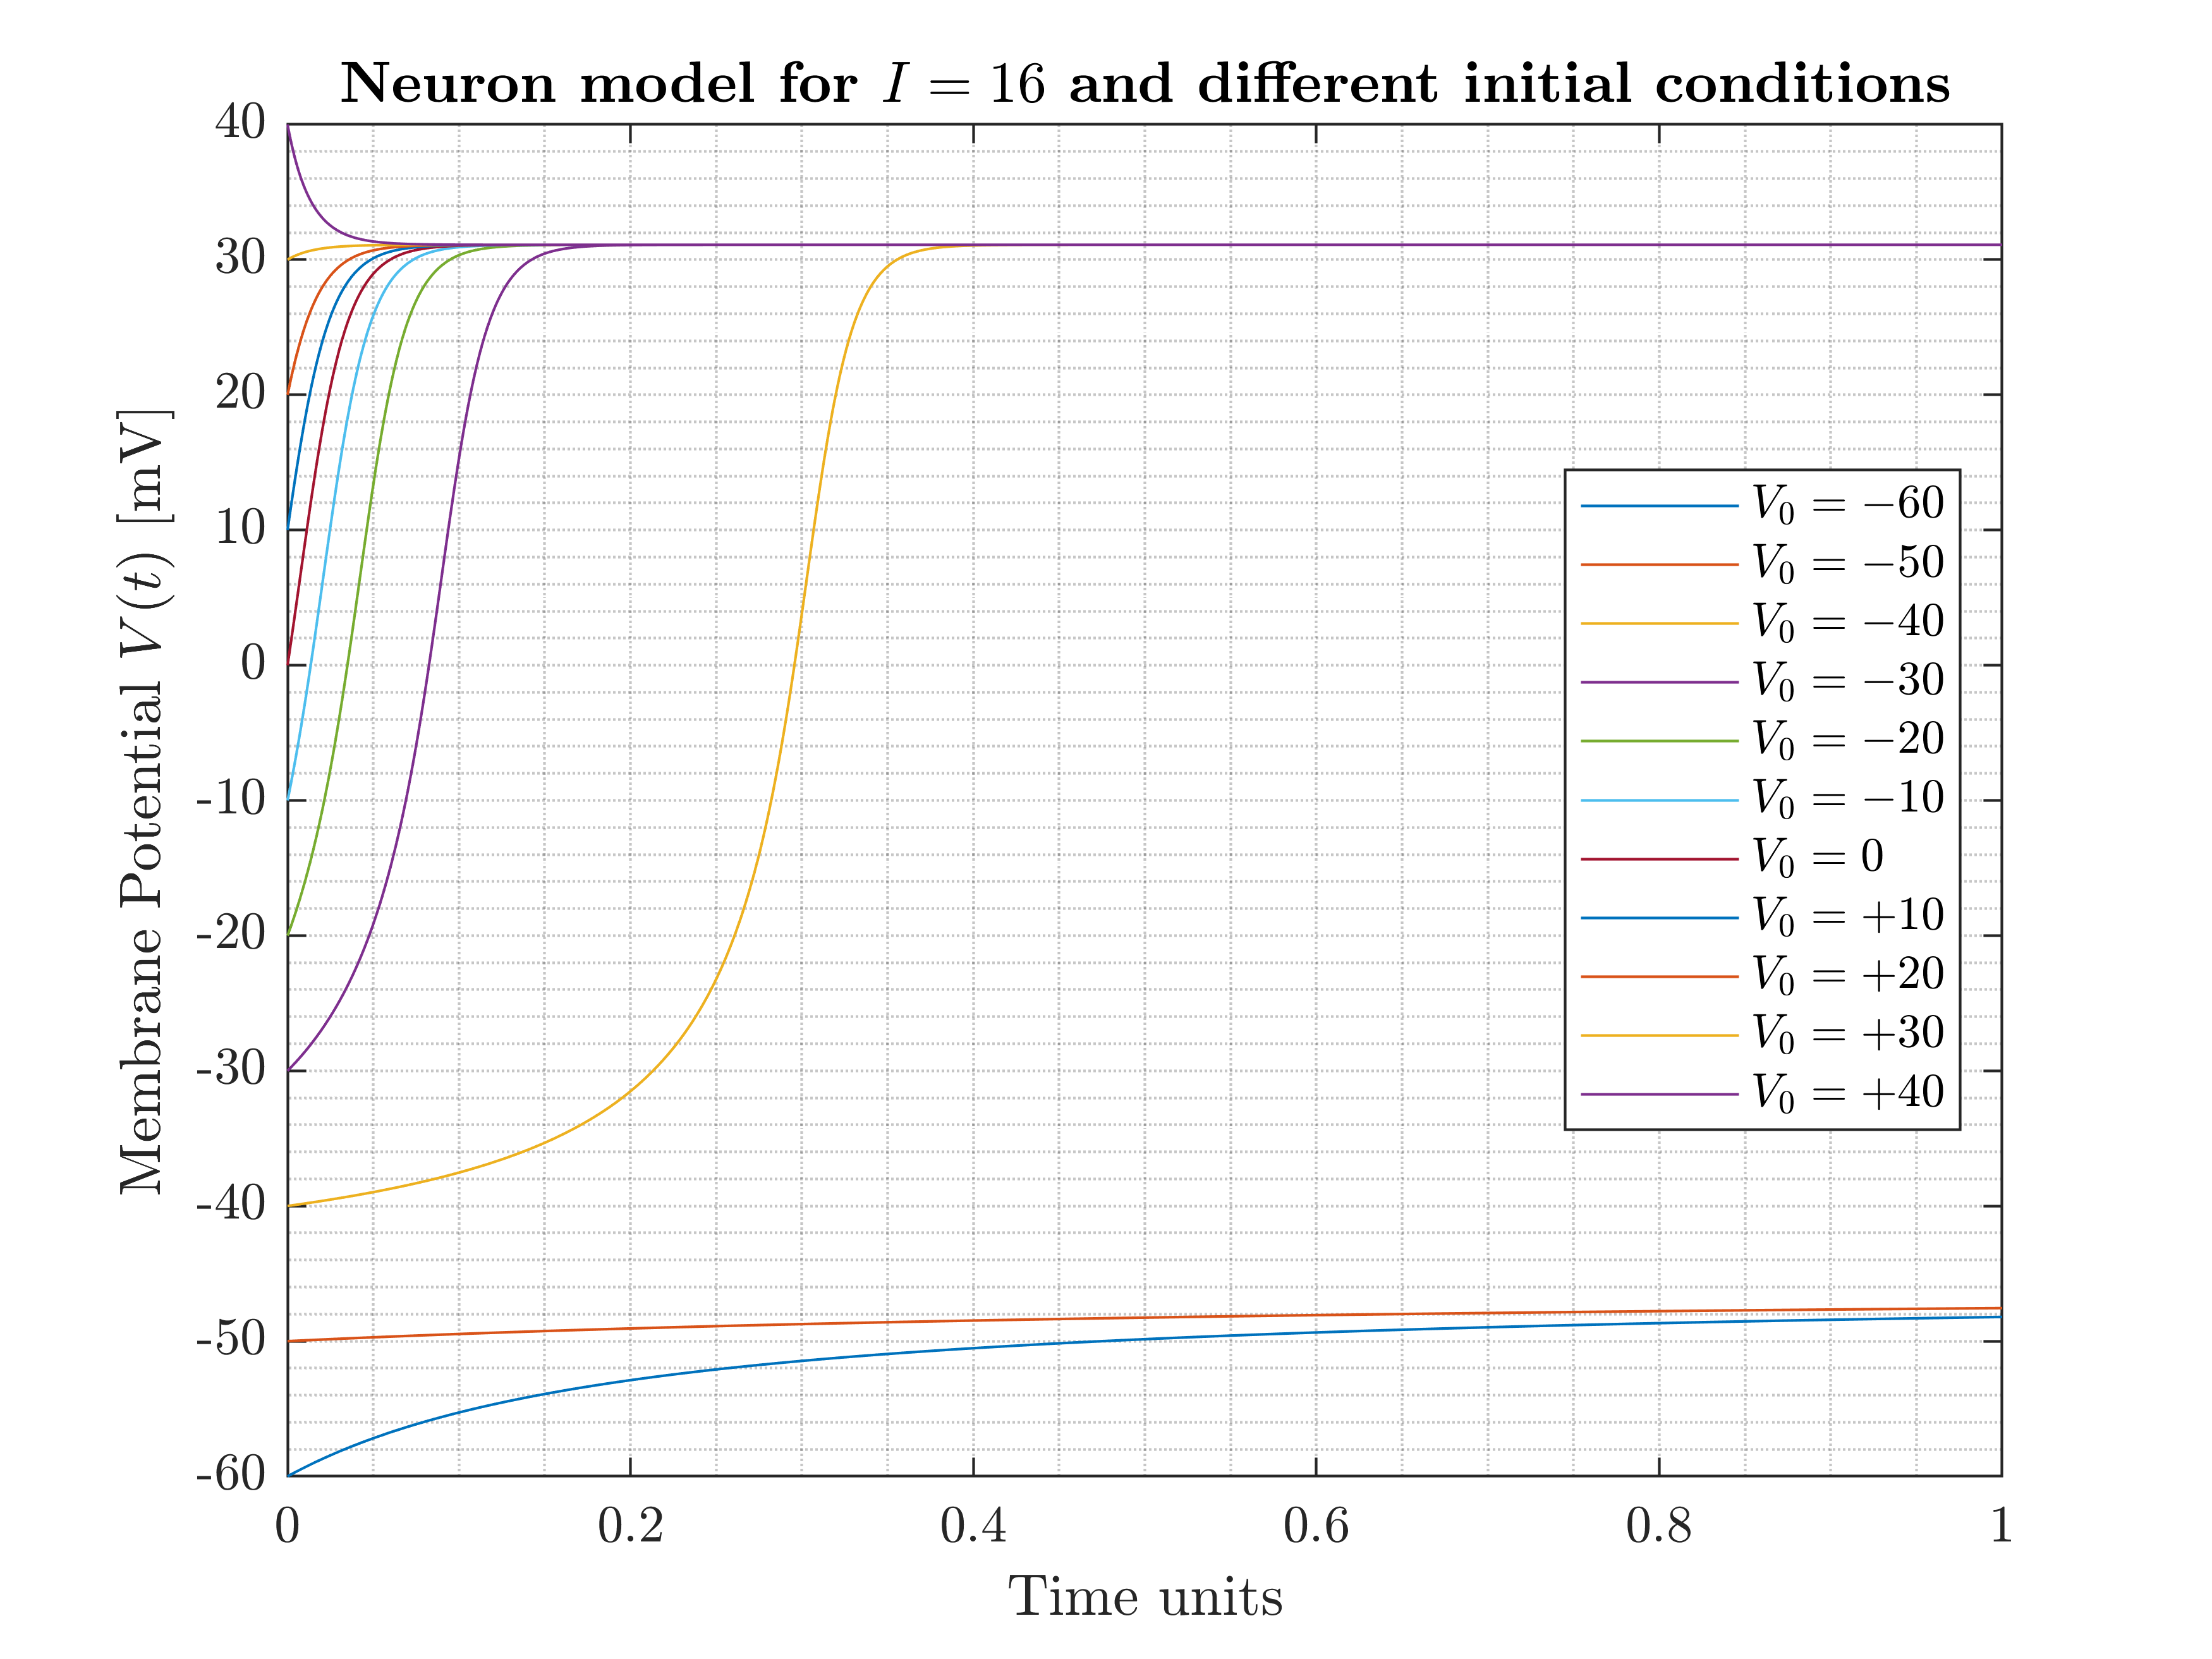 Neuron model for I = 16 and different initial conditions
Membrane Potential V(t) [mV]
40
30
20
10
0
-10
-20
-30
-40
-50
-60
V₀ = −60
V₀ = −50
V₀ = −40
V₀ = −30
V₀ = −20
V₀ = −10
V₀ = 0
V₀ = +10
V₀ = +20
V₀ = +30
V₀ = +40
0 0.2 0.4 0.6 0.8 1
Time units